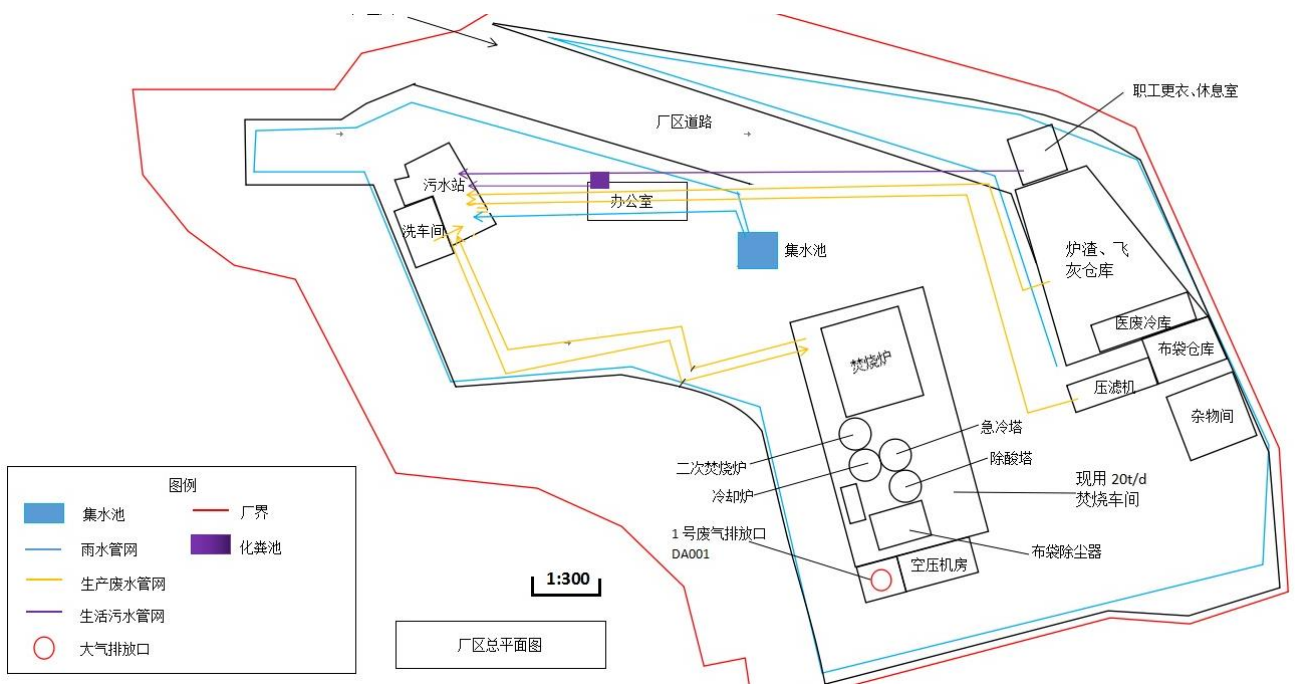 职工更衣、休息室
厂区道路
污水站
办公室
洗车间
集水池
炉渣、飞
灰仓库
医废冷库
布袋仓库
焚烧炉
压滤机
杂物间
急冷塔
二次焚烧炉
除酸塔
冷却炉
现用 20t/d
焚烧车间
1 号废气排放口
DA001
布袋除尘器
空压机房
图例
集水池
厂界
雨水管网
化粪池
生产废水管网
生活污水管网
大气排放口
1:300
厂区总平面图